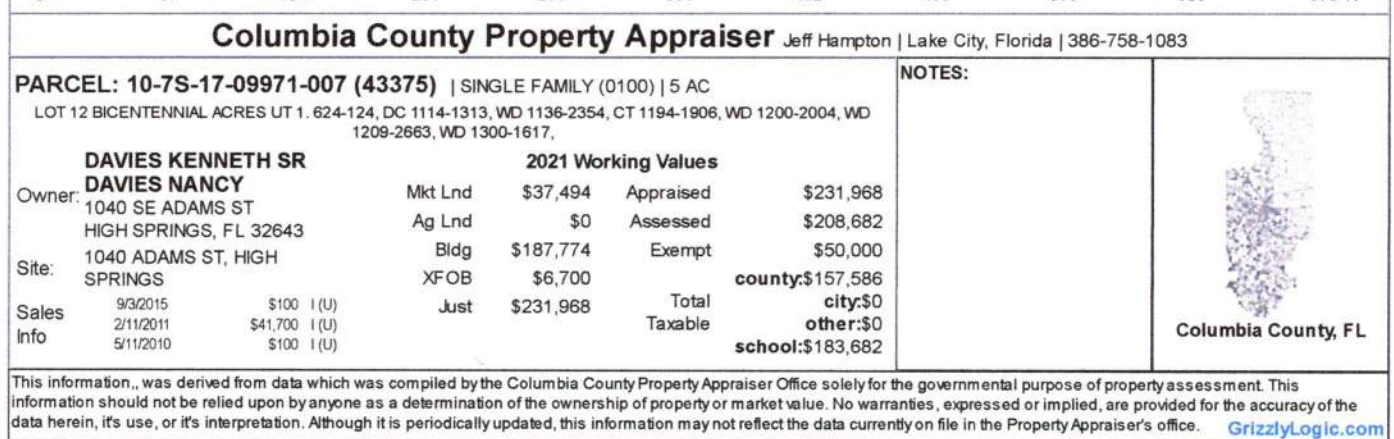 Columbia County Property Appraiser Jeff Hampton | Lake City, Florida | 386-758-1083
PARCEL: 10-7S-17-09971-007 (43375) | SINGLE FAMILY (0100) | 5 AC
LOT 12 BICENTENNIAL ACRES UT 1. 624-124, DC 1114-1313, WD 1136-2354, CT 1194-1906, WD 1200-2004, WD
1209-2663, WD 1300-1617,
Owner: DAVIES KENNETH SR
DAVIES NANCY
1040 SE ADAMS ST
HIGH SPRINGS, FL 32643
Site: 1040 ADAMS ST, HIGH
SPRINGS
Sales Info
9/3/2015 $100 I (U)
2/11/2011 $41,700 I (U)
5/11/2010 $100 I (U)
2021 Working Values
Mkt Lnd $37,494 Appraised $231,968
Ag Lnd $0 Assessed $208,682
Bldg $187,774 Exempt $50,000
XFOB $6,700 county:$157,586
Just $231,968 Total Taxable city:$0
other:$0
school:$183,682
NOTES:
Columbia County, FL
This information,, was derived from data which was compiled by the Columbia County Property Appraiser Office solely for the governmental purpose of property assessment. This
information should not be relied upon by anyone as a determination of the ownership of property or market value. No warranties, expressed or implied, are provided for the accuracy of the
data herein, it's use, or it's interpretation. Although it is periodically updated, this information may not reflect the data currently on file in the Property Appraiser's office. GrizzlyLogic.com